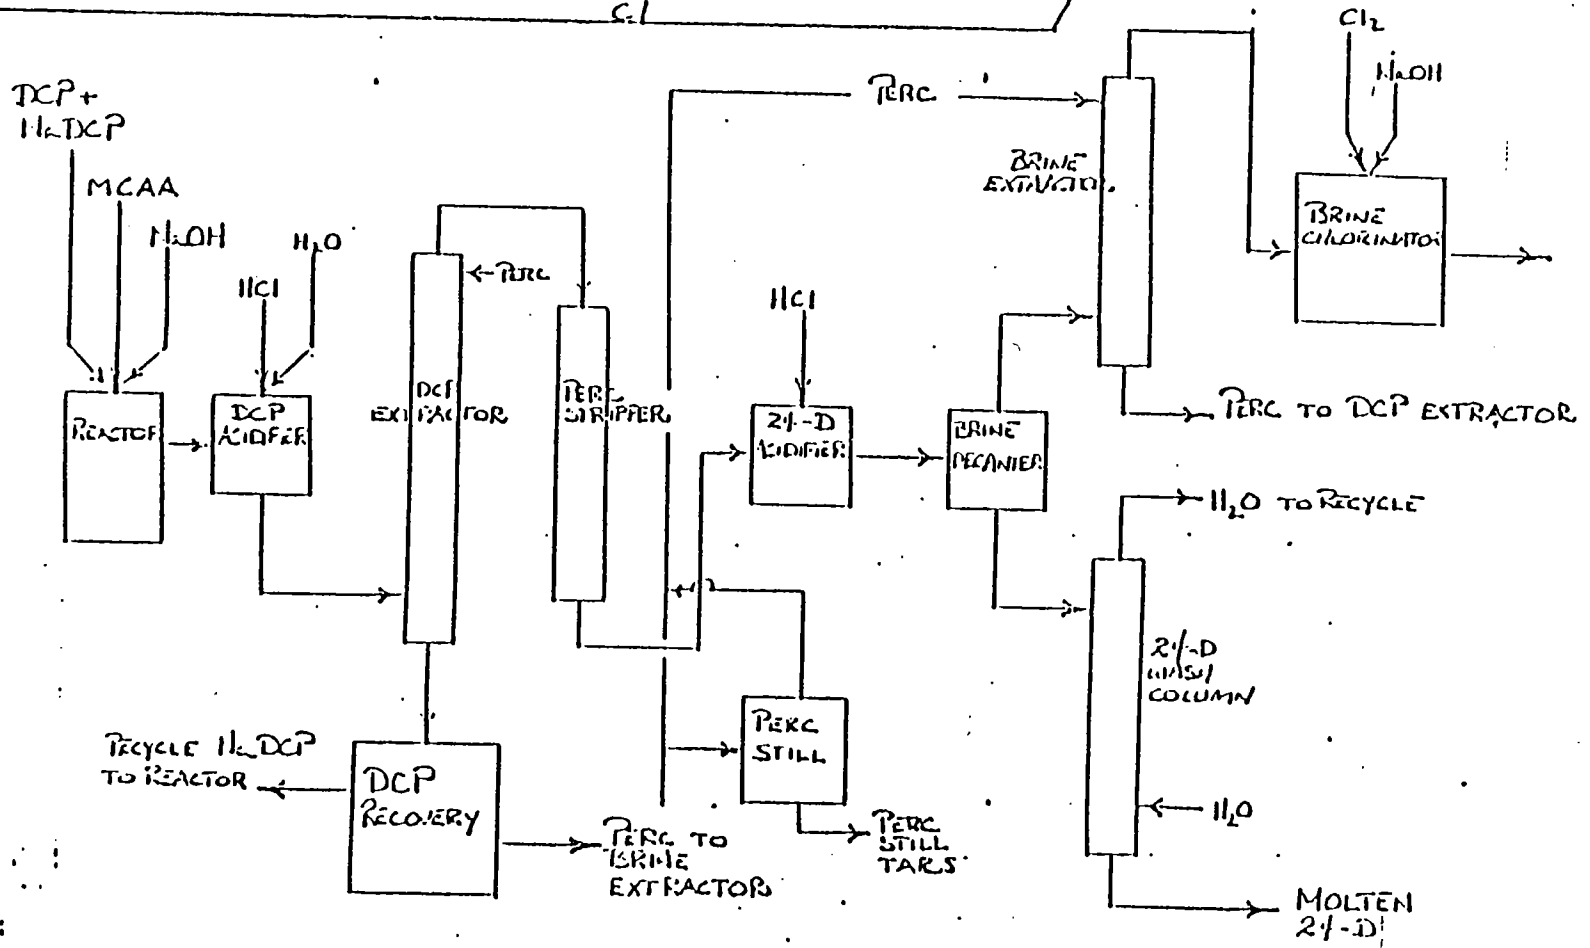 C-1
DCP +
NaDCP
MCAA
NaOH
H2O
HCl
REACTOR
DCP
ACIDIFIER
DCP
EXTRACTOR
PERC
PERC
STRIPPER
PERC
HCl
2,4-D
ACIDIFIER
BRINE
DECANTER
BRINE
EXTRACTOR
Cl2
NaOH
BRINE
CHLORINATOR
PERC TO DCP EXTRACTOR
H2O TO RECYCLE
2,4-D
WASH
COLUMN
H2O
MOLTEN
2,4-D
PERC
STILL
PERC
STILL
TARS
DCP
RECOVERY
RECYCLE NaDCP
TO REACTOR
PERC TO
BRINE
EXTRACTOR